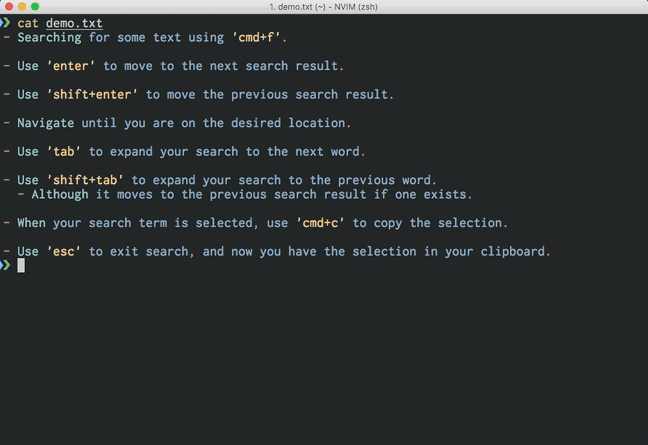 1. demo.txt (~) - NVIM (zsh)
❯❯ cat demo.txt
- Searching for some text using 'cmd+f'.
- Use 'enter' to move to the next search result.
- Use 'shift+enter' to move the previous search result.
- Navigate until you are on the desired location.
- Use 'tab' to expand your search to the next word.
- Use 'shift+tab' to expand your search to the previous word.
- Although it moves to the previous search result if one exists.
- When your search term is selected, use 'cmd+c' to copy the selection.
- Use 'esc' to exit search, and now you have the selection in your clipboard.
❯❯